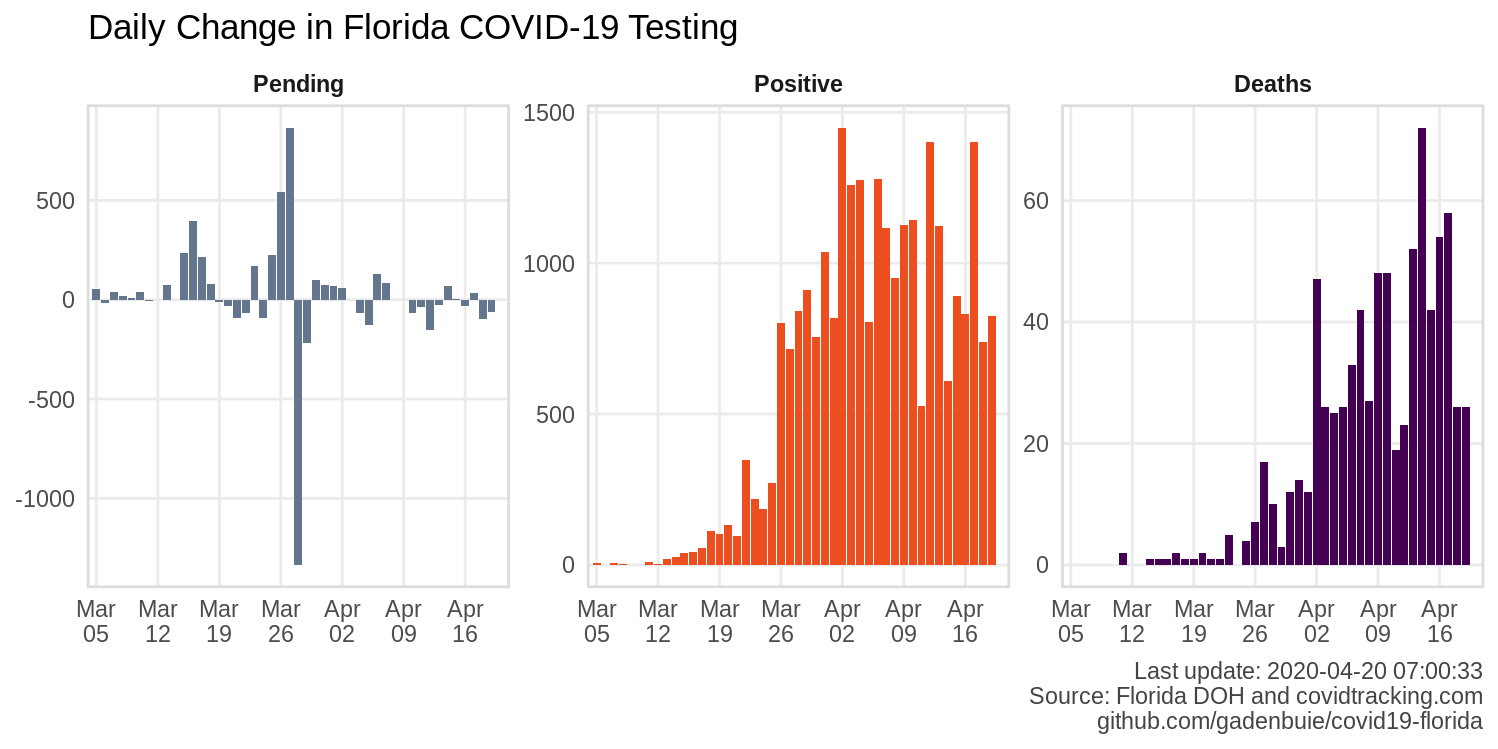 Daily Change in Florida COVID-19 Testing
Pending
Positive
Deaths
500
0
-500
-1000
Mar Mar Mar Mar Apr Apr Apr
05 12 19 26 02 09 16
1500
1000
500
0
Mar Mar Mar Mar Apr Apr Apr
05 12 19 26 02 09 16
60
40
20
0
Mar Mar Mar Mar Apr Apr Apr
05 12 19 26 02 09 16
Last update: 2020-04-20 07:00:33
Source: Florida DOH and covidtracking.com
github.com/gadenbuie/covid19-florida